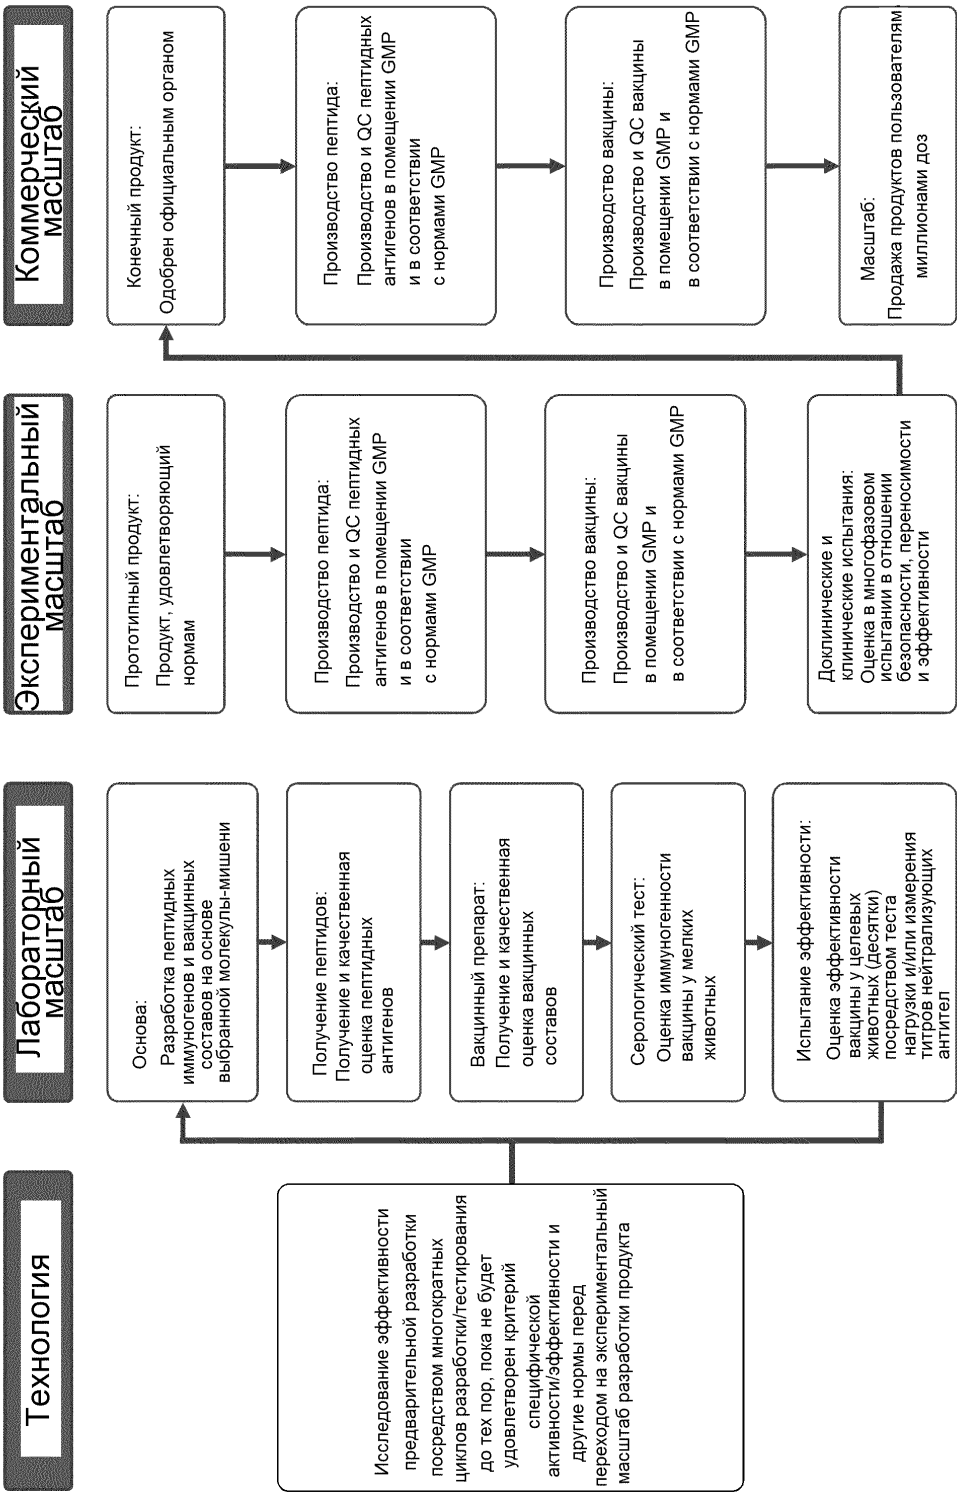 Технология
Исследование эффективности
предварительной разработки
посредством многократных
циклов разработки/тестирования
до тех пор, пока не будет
удовлетворен критерий
специфической
активности/эффективности и
другие нормы перед
переходом на экспериментальный
масштаб разработки продукта
Лабораторный
масштаб
Основа:
Разработка пептидных
иммуногенов и вакцинных
составов на основе
выбранной молекулы-мишени
Получение пептидов:
Получение и качественная
оценка пептидных
антигенов
Вакцинный препарат:
Получение и качественная
оценка вакцинных
составов
Серологический тест:
Оценка иммуногенности
вакцины у мелких
животных
Испытание эффективности:
Оценка эффективности
вакцины у целевых
животных (десятки)
посредством теста
нагрузки и/или измерения
титров нейтрализующих
антител
Экспериментальный
масштаб
Прототипный продукт:
Продукт, удовлетворяющий
нормам
Производство пептида:
Производство и QC пептидных
антигенов в помещении GMP
и в соответствии
с нормами GMP
Производство вакцины:
Производство и QC вакцины
в помещении GMP и
в соответствии с нормами GMP
Доклинические и
клинические испытания:
Оценка в многофазовом
испытании в отношении
безопасности, переносимости
и эффективности
Коммерческий
масштаб
Конечный продукт:
Одобрен официальным органом
Производство пептида:
Производство и QC пептидных
антигенов в помещении GMP
и в соответствии
с нормами GMP
Производство вакцины:
Производство и QC вакцины
в помещении GMP и
в соответствии с нормами GMP
Масштаб:
Продажа продуктов пользователям,
миллионами доз